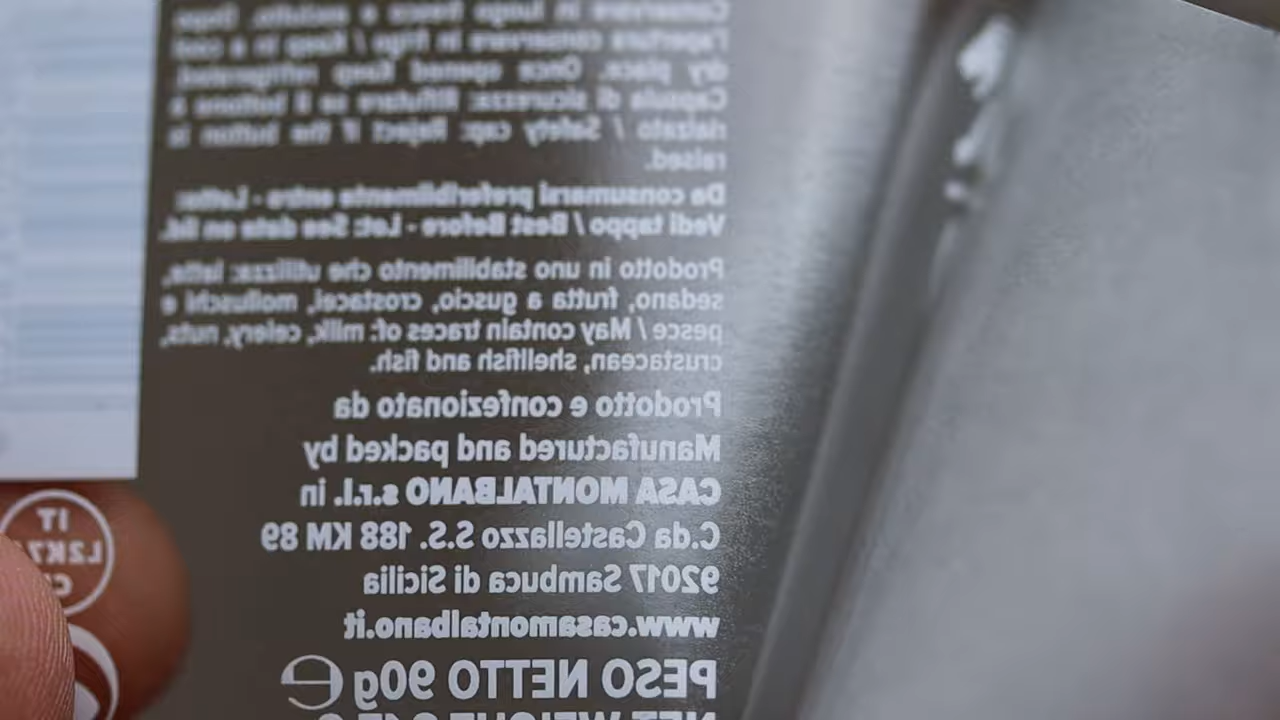 Conservare in luogo fresco e asciutto. Dopo
l'apertura conservare in frigo / Keep in a cool
dry place. Once opened Keep refrigerated.
Capsula di sicurezza: Rifiutare se il bottone è
rialzato / Safety cap: Reject if the button is
raised.
Da consumarsi preferibilmente entro - Lotto:
Vedi tappo / Best Before - Lot: See date on lid.
Prodotto in uno stabilimento che utilizza: latte,
sedano, frutta a guscio, crostacei, molluschi e
pesce / May contain traces of: milk, celery, nuts,
crustacean, shellfish and fish.
Prodotto e confezionato da
Manufactured and packed by
CASA MONTALBANO s.r.l. in
C.da Castellazzo S.S. 188 KM 89
92017 Sambuca di Sicilia
www.casamontalbano.it
PESO NETTO 90g ℮
NET WEIGHT
IT